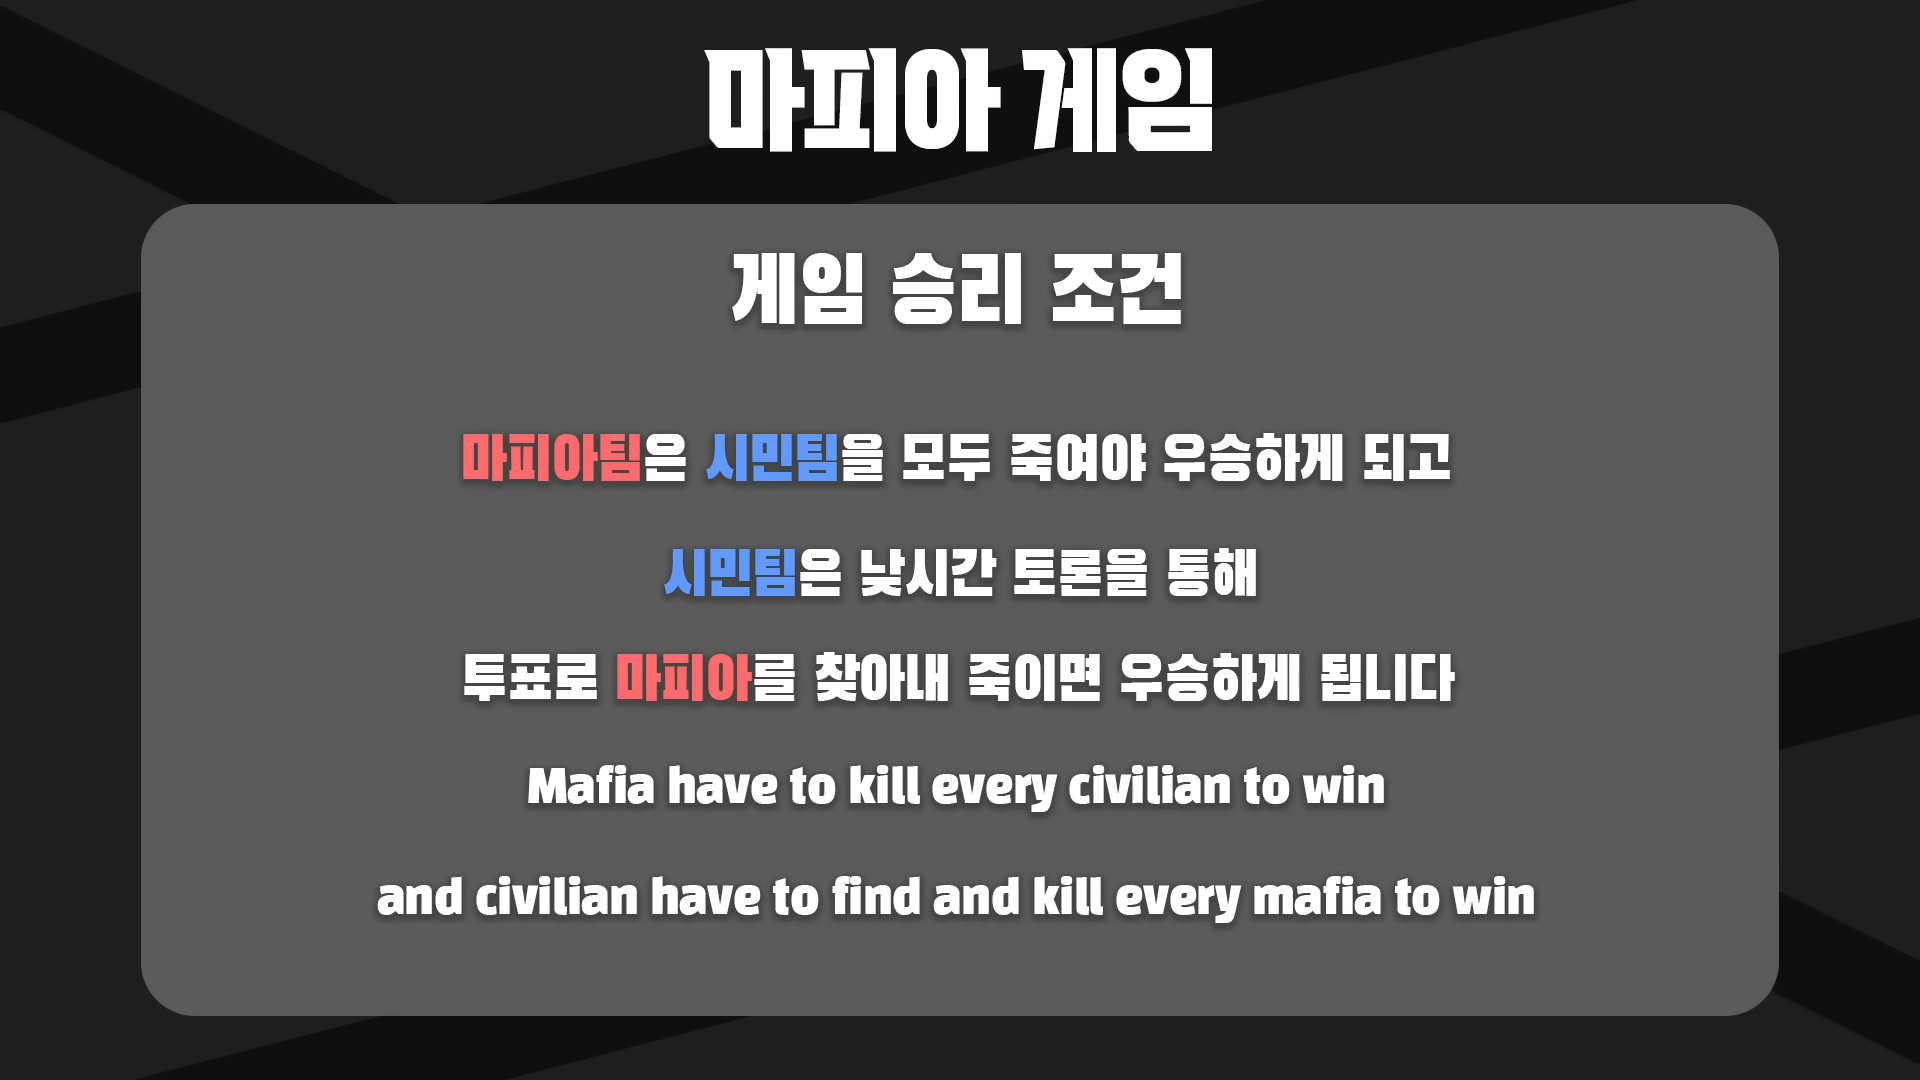 마피아 게임
게임 승리 조건
마피아팀은 시민팀을 모두 죽여야 우승하게 되고
시민팀은 낮시간 토론을 통해
투표로 마피아를 찾아내 죽이면 우승하게 됩니다
Mafia have to kill every civilian to win
and civilian have to find and kill every mafia to win